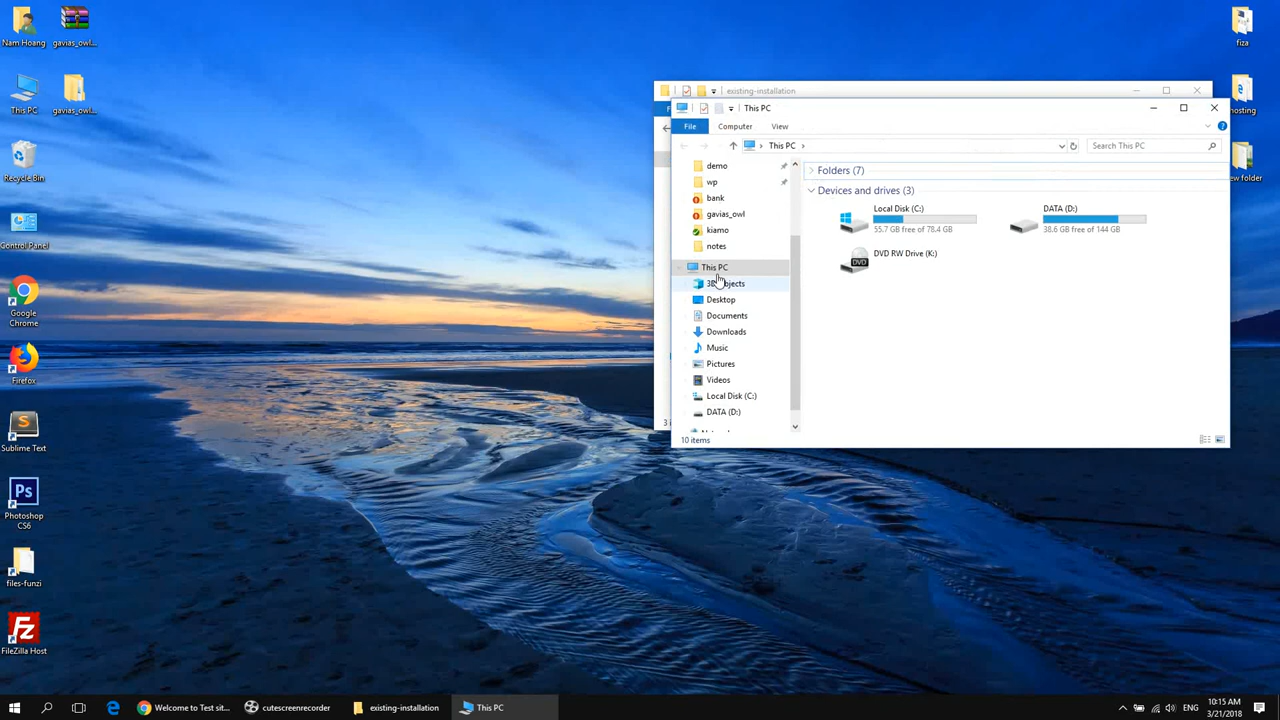 Nam Hoang
gavias_owl...
This PC
gavias_owl...
Recycle Bin
Control Panel
Google
Chrome
Firefox
Sublime Text
Photoshop
CS6
files-funzi
FileZilla Host
fiza
hosting
existing-installation
This PC
File
Computer
View
This PC
Search This PC
demo
wp
bank
gavias_owl
kiamo
notes
This PC
Desktop
Documents
Downloads
Music
Pictures
Videos
Local Disk (C:)
DATA (D:)
10 items
Folders (7)
Devices and drives (3)
Local Disk (C:)
55.7 GB free of 78.4 GB
DATA (D:)
38.6 GB free of 144 GB
DVD
DVD RW Drive (K:)
Welcome to Test sit...
cutescreenrecorder
existing-installation
This PC
ENG
10:15 AM
3/21/2018